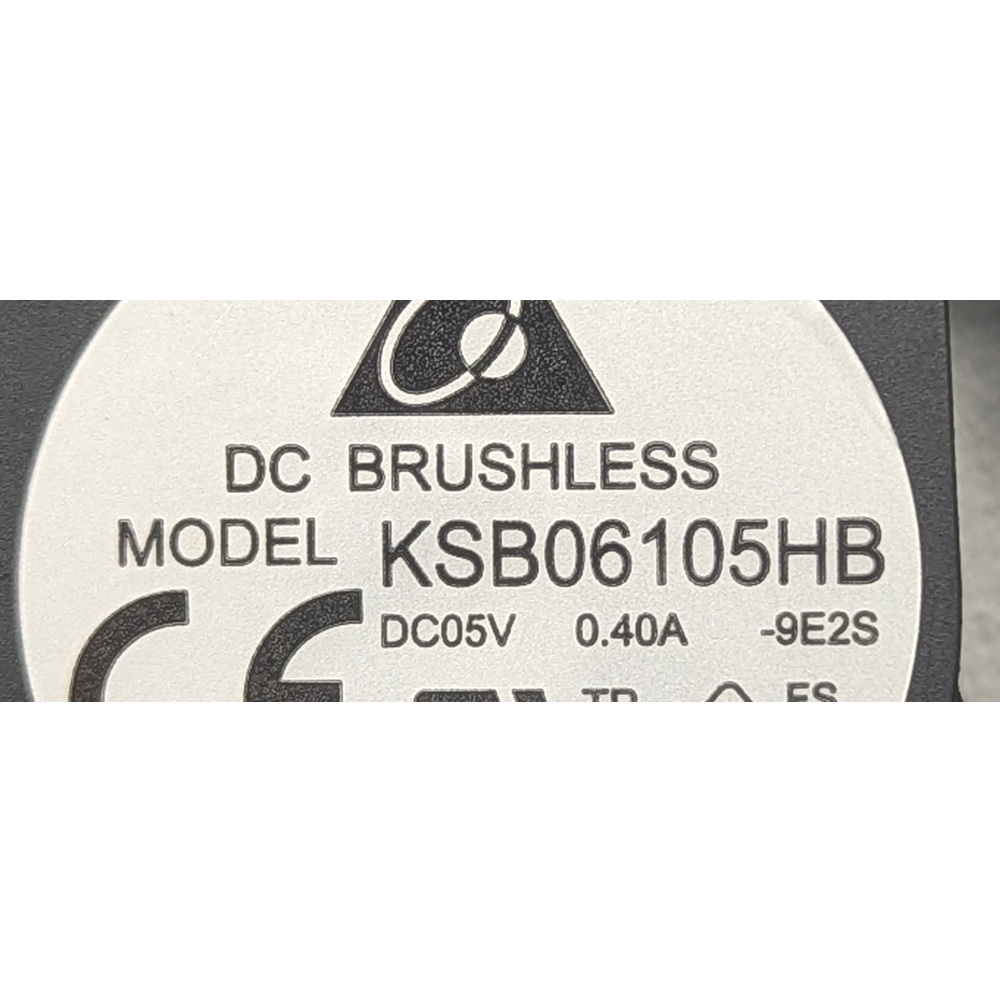 DC BRUSHLESS
MODEL KSB06105HB
DC05V 0.40A -9E2S